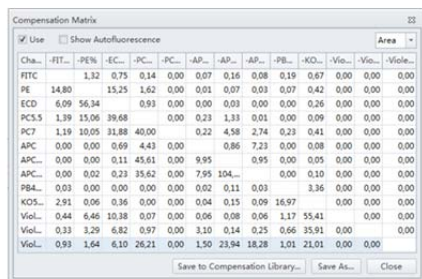 Compensation Matrix
Use Show Autofluorescence Area
Cha... -FIT... -PE% -EC... -PC... -PC... -AP... -AP... -AP... -PB... -KO... -Vio... -Vio... -Viole...
FITC 1,32 0,75 0,14 0,00 0,07 0,16 0,08 0,19 0,67 0,00 0,00 0,00
PE 14,80 15,25 1,62 0,00 0,01 0,07 0,03 0,07 0,42 0,00 0,00 0,00
ECD 6,09 56,34 0,93 0,00 0,00 0,03 0,00 0,00 0,26 0,00 0,00 0,00
PC5.5 1,39 15,06 39,68 0,00 0,23 1,33 0,01 0,00 0,09 0,00 0,00 0,00
PC7 1,19 10,05 31,88 40,00 0,22 4,58 2,74 0,23 0,41 0,00 0,00 0,00
APC 0,00 0,00 0,69 4,43 0,00 0,86 7,23 0,00 0,08 0,00 0,00 0,00
APC... 0,00 0,00 0,11 45,61 0,00 9,95 0,95 0,00 0,05 0,00 0,00 0,00
APC... 0,00 0,02 0,23 35,62 0,00 7,95 104,... 0,00 0,10 0,00 0,00 0,00
PB4... 0,03 0,00 0,00 0,00 0,00 0,02 0,11 0,03 3,36 0,00 0,00 0,00
KO5... 2,91 0,06 0,36 0,00 0,00 0,04 0,15 0,09 16,97 0,00 0,00 0,00
Viol... 0,44 6,46 10,38 0,07 0,00 0,06 0,08 0,06 1,17 55,41 0,00 0,00
Viol... 0,33 3,29 6,82 0,97 0,00 3,10 0,14 0,25 0,66 35,91 0,00 0,00
Viol... 0,93 1,64 6,10 26,21 0,00 1,50 23,94 18,28 1,01 21,01 0,00 0,00
Save to Compensation Library... Save As... Close